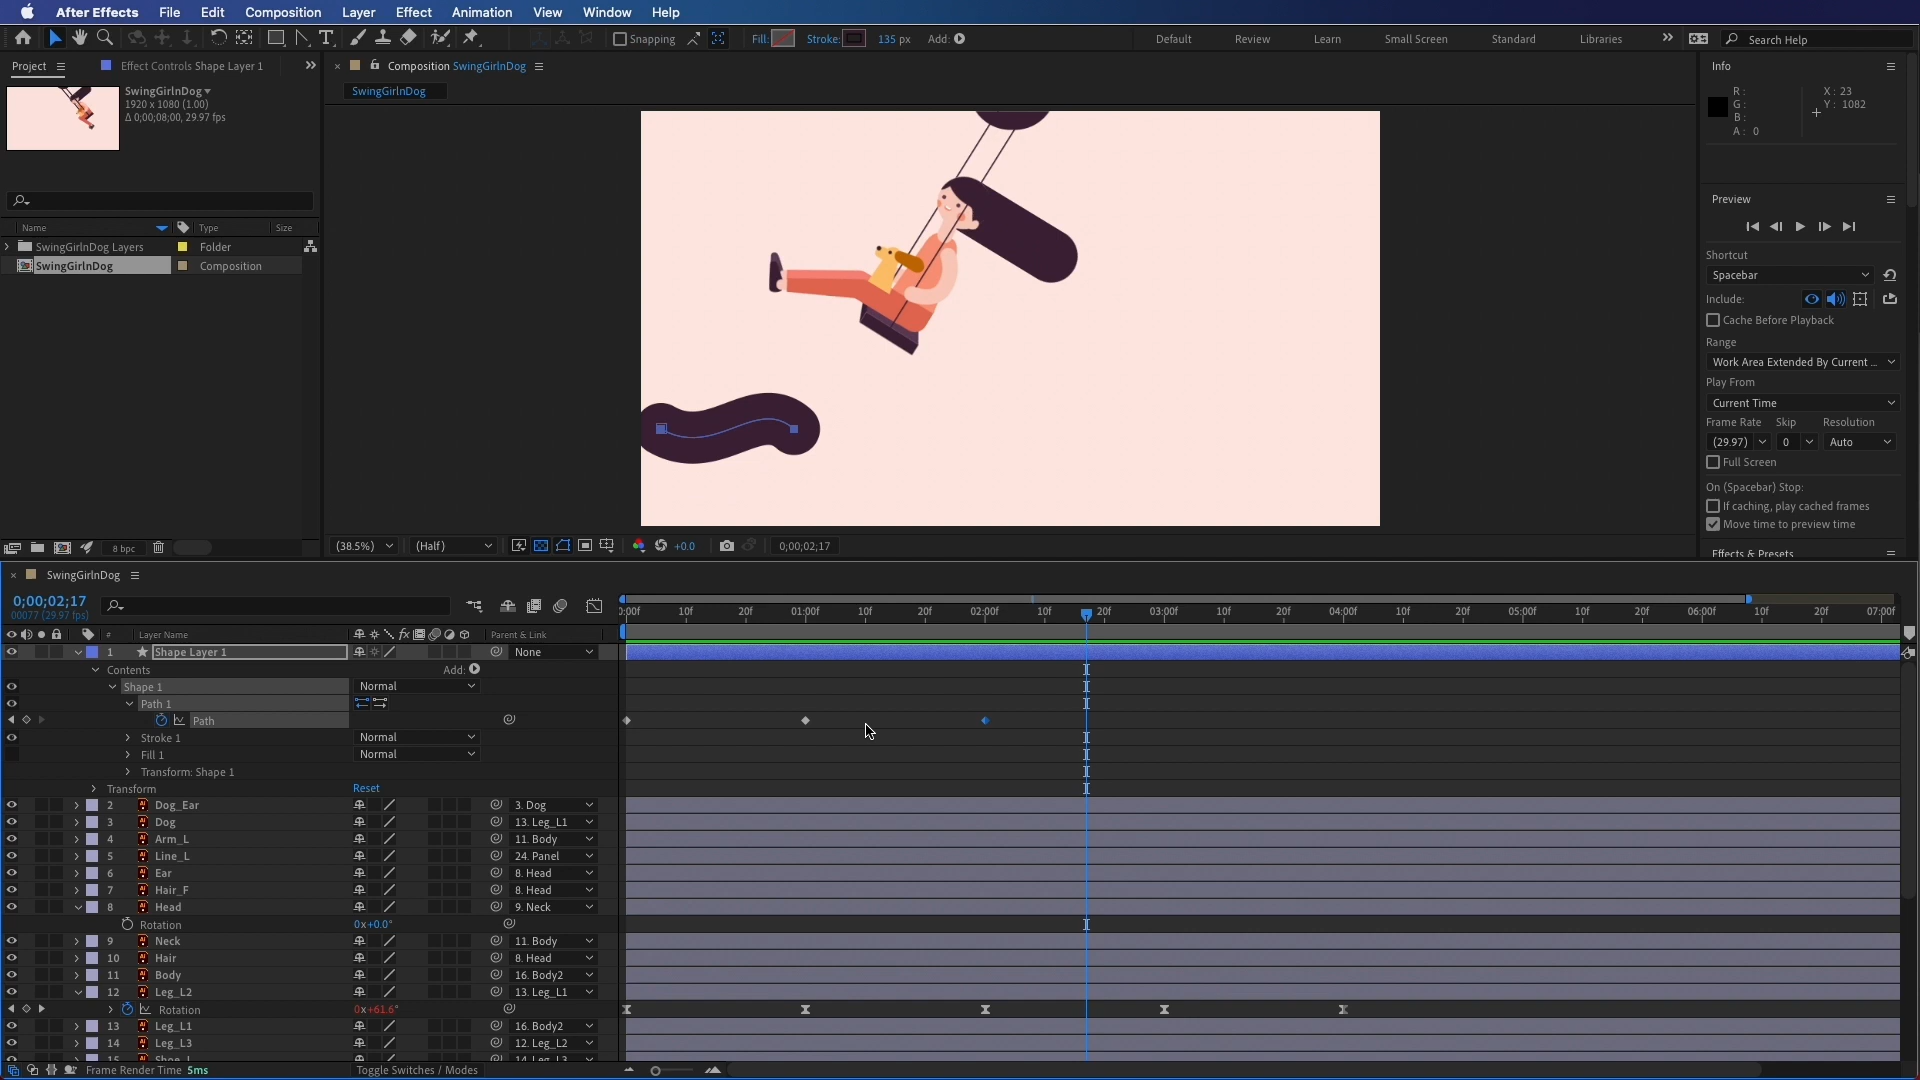 After Effects File Edit Composition Layer Effect Animation View Window Help
Snapping Fill: Stroke: 135 px Add: Default Review Learn Small Screen Standard Libraries Search Help
Project Effect Controls Shape Layer 1
Composition SwingGirlnDog
SwingGirlnDog
SwingGirlnDog
1920 x 1080 (1.00)
Δ 0;00;08;00, 29.97 fps
Name Type Size
SwingGirlnDog Layers Folder
SwingGirlnDog Composition
8 bpc
(38.5%) (Half) +0.0 0;00;02;17
Info
R: X: 23
G: Y: 1082
B:
A: 0
Preview
Shortcut
Spacebar
Include:
Cache Before Playback
Range
Work Area Extended By Current ...
Play From
Current Time
Frame Rate Skip Resolution
(29.97) 0 Auto
Full Screen
On (Spacebar) Stop:
If caching, play cached frames
Move time to preview time
Effects & Presets
SwingGirlnDog
0;00;02;17
00077 (29.97 fps)
0:00f 10f 20f 01:00f 10f 20f 02:00f 10f 20f 03:00f 10f 20f 04:00f 10f 20f 05:00f 10f 20f 06:00f 10f 20f 07:00f
# Layer Name fx Parent & Link
1 Shape Layer 1 None
Contents Add:
Shape 1 Normal
Path 1
Path
Stroke 1 Normal
Fill 1 Normal
Transform: Shape 1
Transform Reset
2 Dog_Ear 3. Dog
3 Dog 13. Leg_L1
4 Arm_L 11. Body
5 Line_L 24. Panel
6 Ear 8. Head
7 Hair_F 8. Head
8 Head 9. Neck
Rotation 0x+0.0°
9 Neck 11. Body
10 Hair 8. Head
11 Body 16. Body2
12 Leg_L2 13. Leg_L1
Rotation 0x+61.6°
13 Leg_L1 16. Body2
14 Leg_L3 12. Leg_L2
15 Shoe_L 14. Leg_L3
Frame Render Time 5ms Toggle Switches / Modes